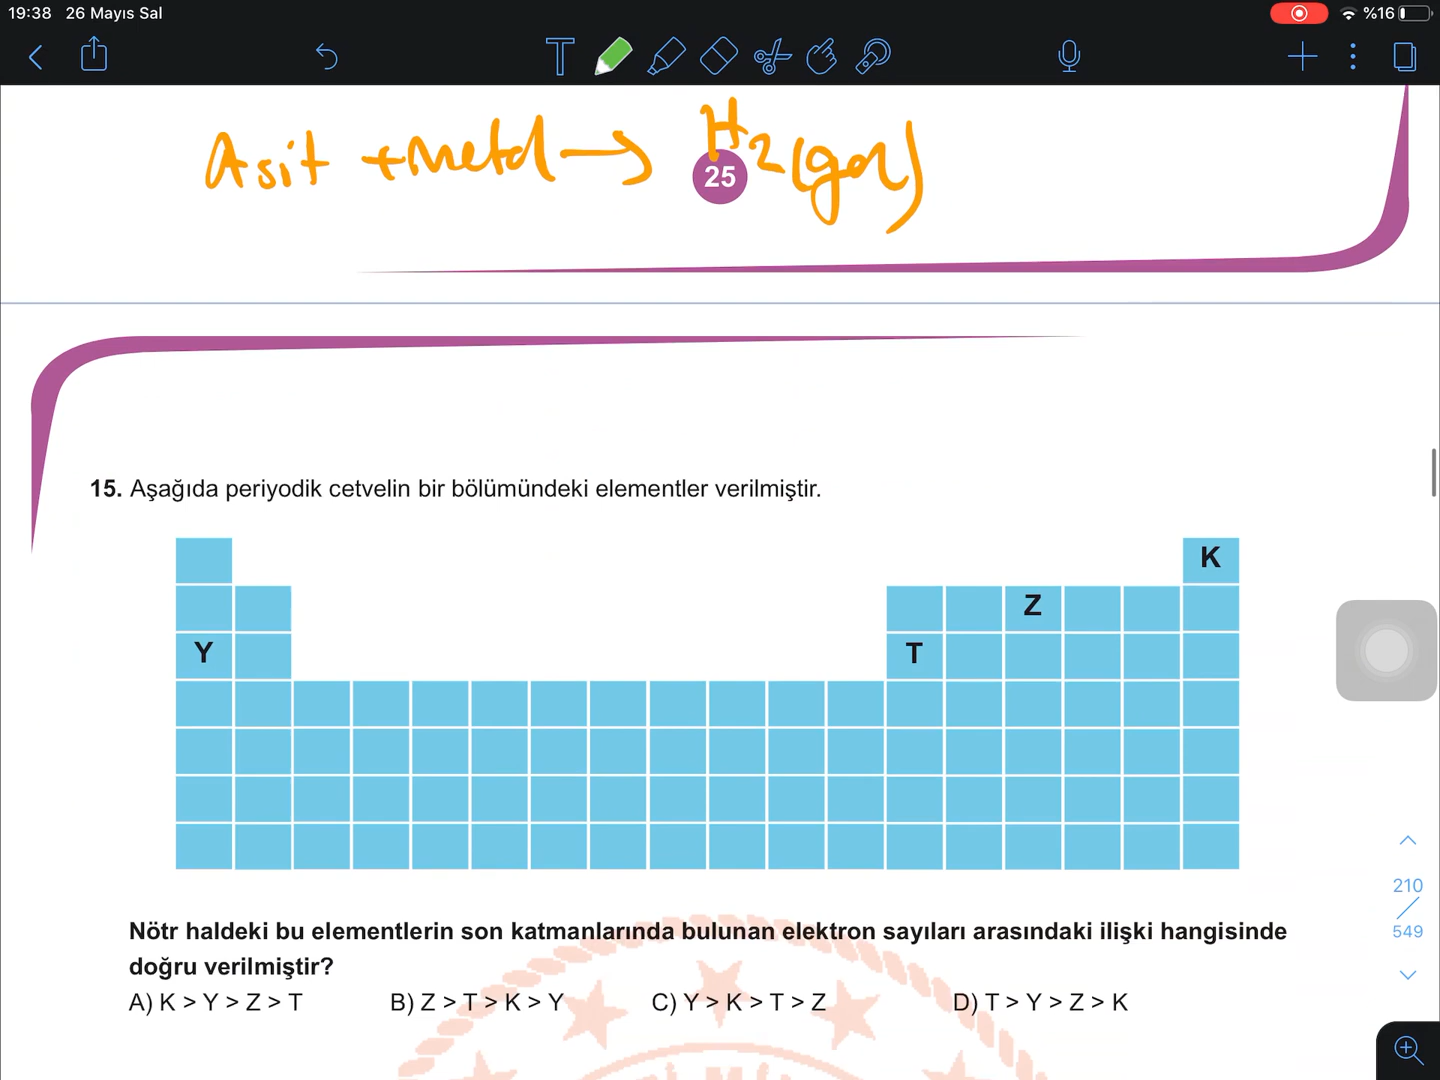 19:38 26 Mayıs Sal
%16
T
Asit + Metal → H2 (gaz)
25
15. Aşağıda periyodik cetvelin bir bölümündeki elementler verilmiştir.
K
Z
Y
T
210
549
Nötr haldeki bu elementlerin son katmanlarında bulunan elektron sayıları arasındaki ilişki hangisinde
doğru verilmiştir?
A) K > Y > Z > T B) Z > T > K > Y C) Y > K > T > Z D) T > Y > Z > K